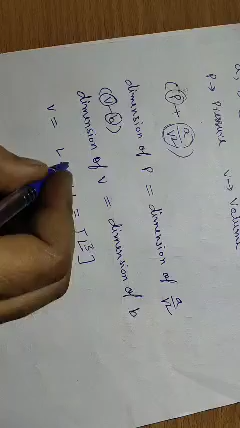 P → Pressure V → Volume
(P + a/V²)
dimension of P = dimension of a/V²
(V-b)
dimension of V = dimension of b
V = L = [L³]